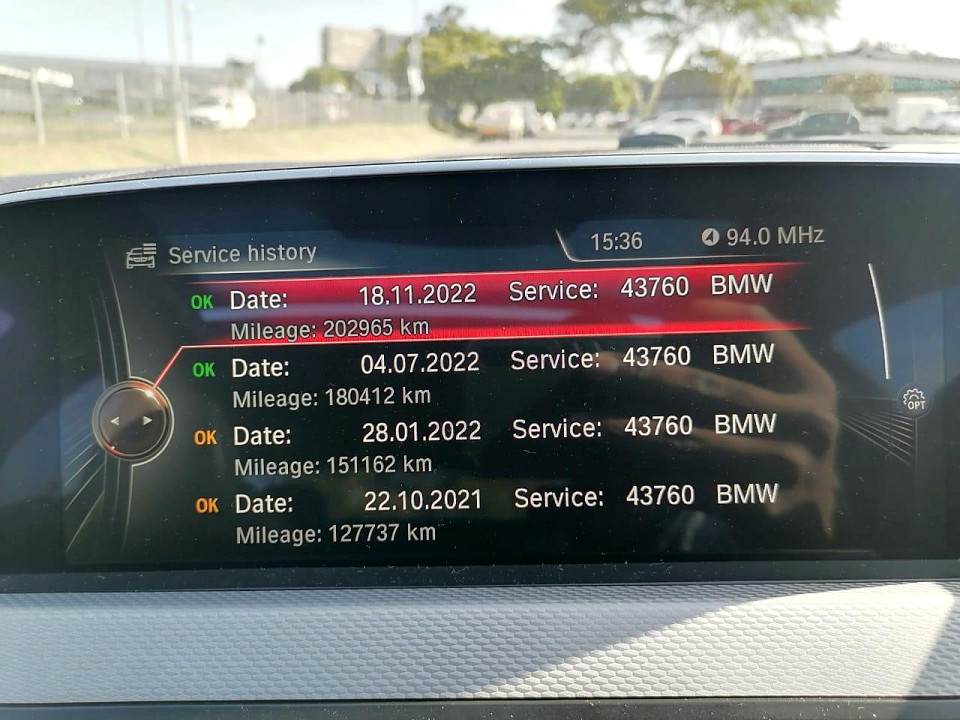 Service history 15:36 94.0 MHz
OK Date: 18.11.2022 Service: 43760 BMW
Mileage: 202965 km
OK Date: 04.07.2022 Service: 43760 BMW
Mileage: 180412 km
OK Date: 28.01.2022 Service: 43760 BMW
Mileage: 151162 km
OK Date: 22.10.2021 Service: 43760 BMW
Mileage: 127737 km
OPT